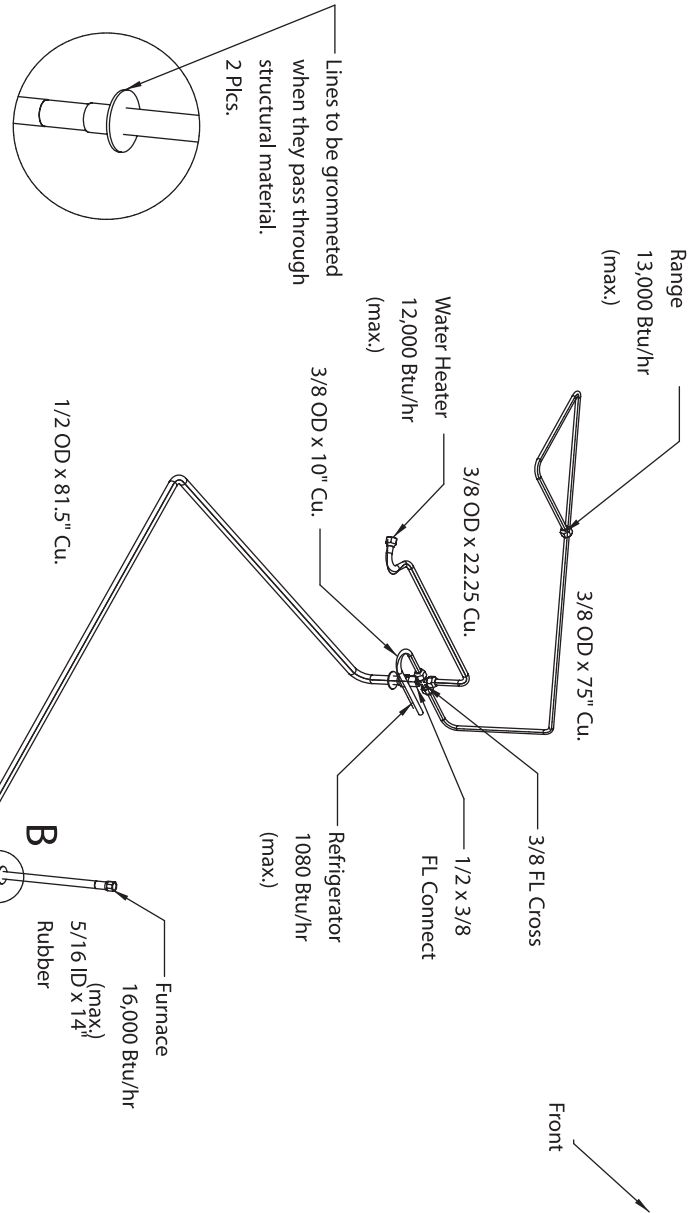 Range
13,000 Btu/hr
(max.)
3/8 OD x 75" Cu.
3/8 FL Cross
1/2 x 3/8
FL Connect
Refrigerator
1080 Btu/hr
(max.)
3/8 OD x 22.25 Cu.
Water Heater
12,000 Btu/hr
(max.)
3/8 OD x 10" Cu.
Lines to be grommeted
when they pass through
structural material.
2 Plcs.
1/2 OD x 81.5" Cu.
B
Furnace
16,000 Btu/hr
(max.)
5/16 ID x 14"
Rubber
Front